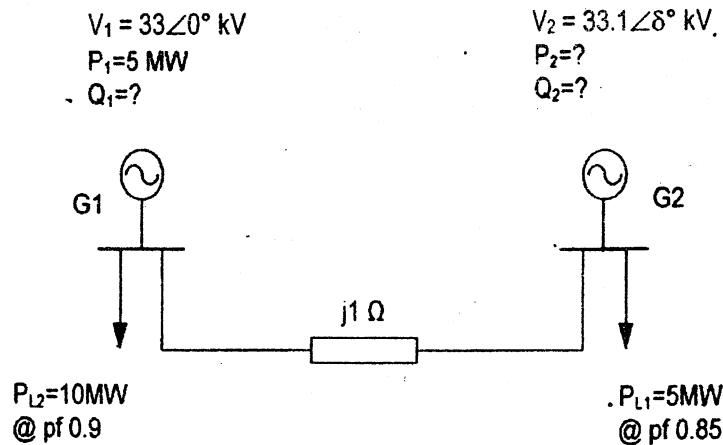 V₁ = 33∠0° kV
P₁=5 MW
Q₁=?
V₂ = 33.1∠δ° kV
P₂=?
Q₂=?
G1
G2
j1 Ω
P_L2=10MW
@ pf 0.9
P_L1=5MW
@ pf 0.85